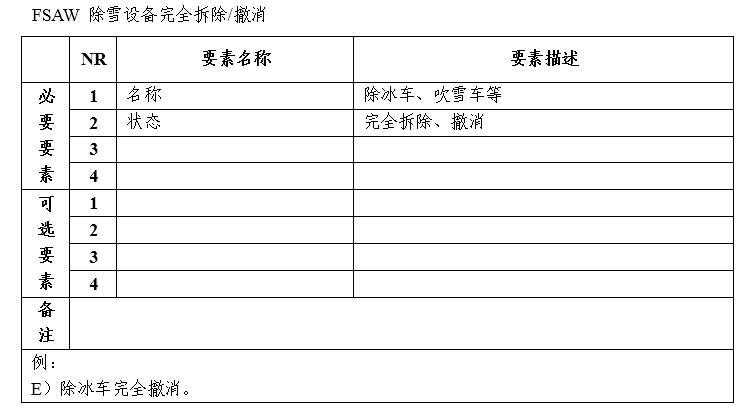 FSAW 除雪设备完全拆除/撤消
NR 要素名称 要素描述
必要要素
1 名称 除冰车、吹雪车等
2 状态 完全拆除、撤消
3
4
可选要素
1
2
3
4
备注
例：
E）除冰车完全撤消。